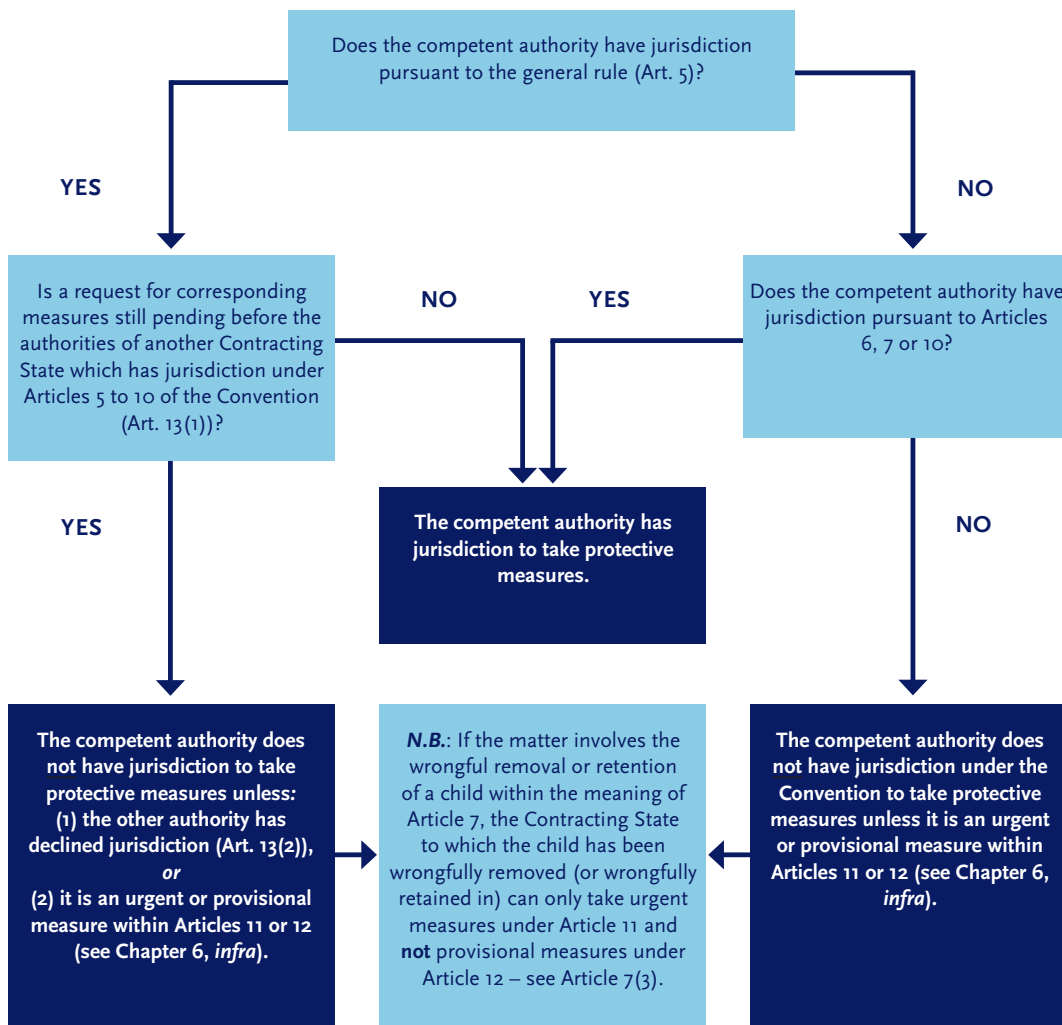 Does the competent authority have jurisdiction
pursuant to the general rule (Art. 5)?
YES
NO
Is a request for corresponding
measures still pending before the
authorities of another Contracting
State which has jurisdiction under
Articles 5 to 10 of the Convention
(Art. 13(1))?
NO
YES
Does the competent authority have
jurisdiction pursuant to Articles
6, 7 or 10?
YES
The competent authority has
jurisdiction to take protective
measures.
NO
The competent authority does
not have jurisdiction to take
protective measures unless:
(1) the other authority has
declined jurisdiction (Art. 13(2)),
or
(2) it is an urgent or provisional
measure within Articles 11 or 12
(see Chapter 6, infra).
N.B.: If the matter involves the
wrongful removal or retention
of a child within the meaning of
Article 7, the Contracting State
to which the child has been
wrongfully removed (or wrongfully
retained in) can only take urgent
measures under Article 11 and
not provisional measures under
Article 12 – see Article 7(3).
The competent authority does
not have jurisdiction under the
Convention to take protective
measures unless it is an urgent
or provisional measure within
Articles 11 or 12 (see Chapter 6,
infra).